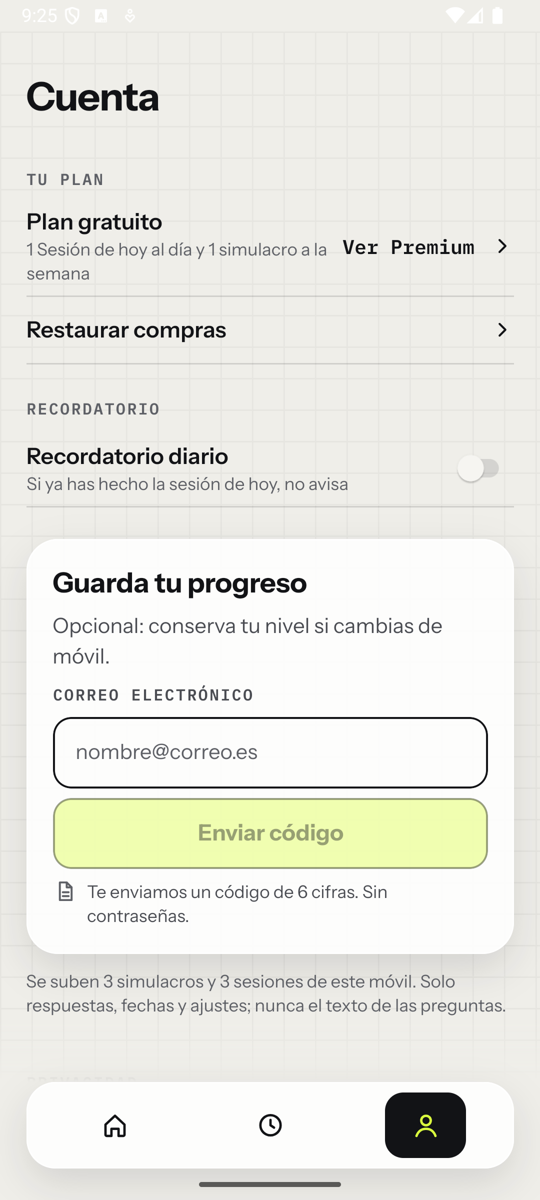 9:25
Cuenta
TU PLAN
Plan gratuito
1 Sesión de hoy al día y 1 simulacro a la
semana
Ver Premium
Restaurar compras
RECORDATORIO
Recordatorio diario
Si ya has hecho la sesión de hoy, no avisa
Guarda tu progreso
Opcional: conserva tu nivel si cambias de
móvil.
CORREO ELECTRÓNICO
nombre@correo.es
Enviar código
Te enviamos un código de 6 cifras. Sin
contraseñas.
Se suben 3 simulacros y 3 sesiones de este móvil. Solo
respuestas, fechas y ajustes; nunca el texto de las preguntas.